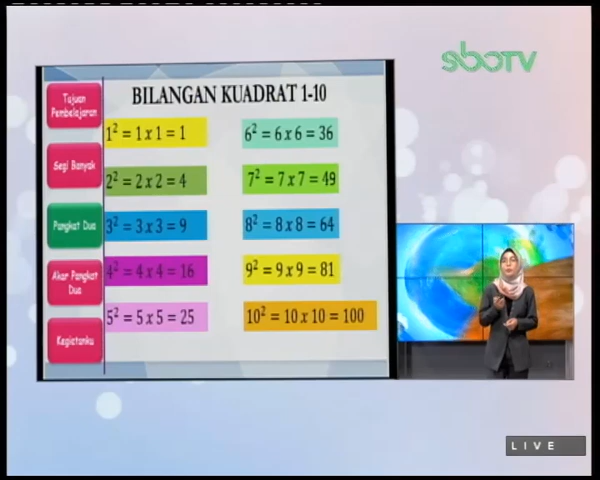 sboTV
BILANGAN KUADRAT 1-10
Tujuan
Pembelajaran
Segi Banyak
Pangkat Dua
Akar Pangkat
Dua
Kegiatanku
1² = 1 x 1 = 1
2² = 2 x 2 = 4
3² = 3 x 3 = 9
4² = 4 x 4 = 16
5² = 5 x 5 = 25
6² = 6 x 6 = 36
7² = 7 x 7 = 49
8² = 8 x 8 = 64
9² = 9 x 9 = 81
10² = 10 x 10 = 100
LIVE